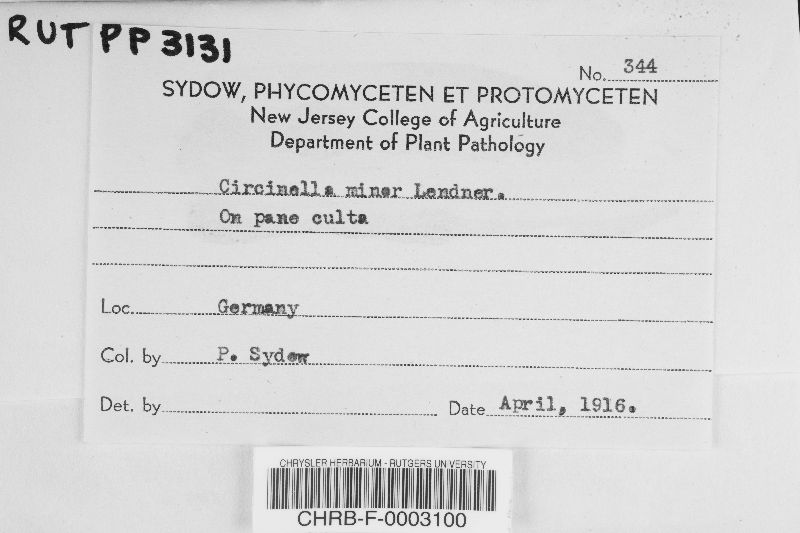 RUT PP 3131
No. 344
SYDOW, PHYCOMYCETEN ET PROTOMYCETEN
New Jersey College of Agriculture
Department of Plant Pathology
Circinella minor Lendner.
On pane culta
Loc. Germany
Col. by P. Sydow
Det. by
Date April, 1916.
CHRYSLER HERBARIUM - RUTGERS UNIVERSITY
CHRB-F-0003100